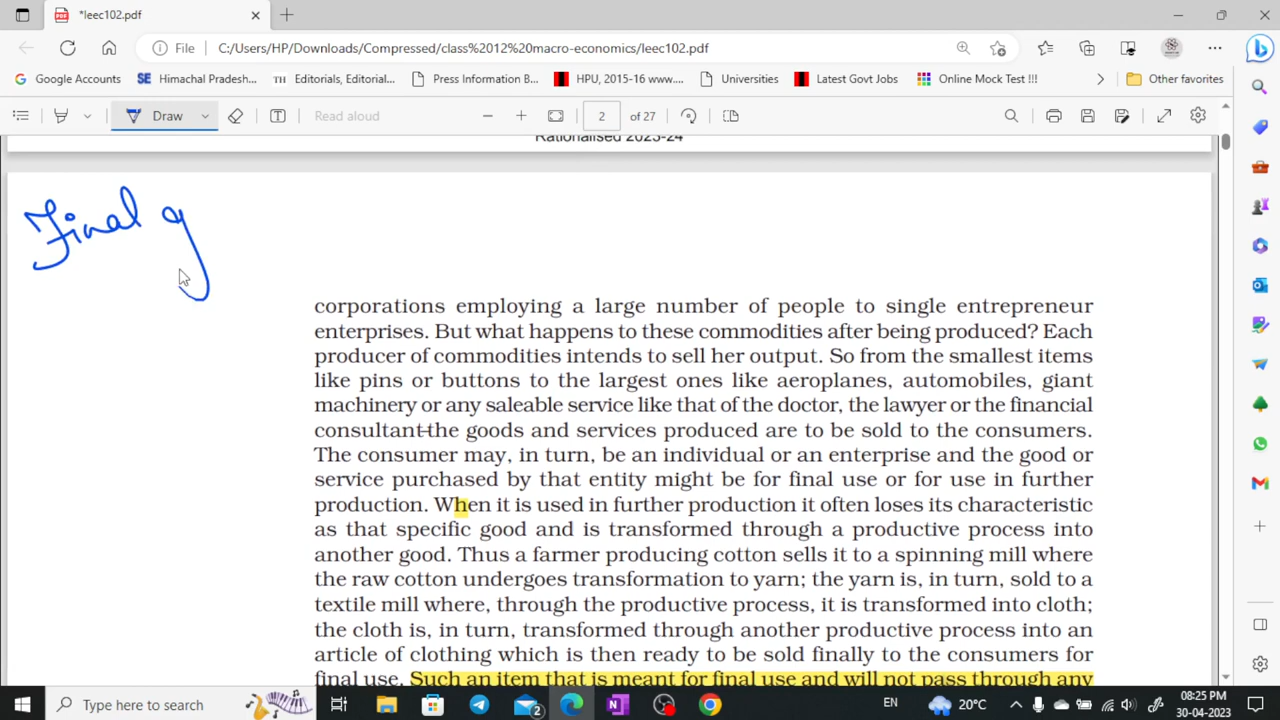 *leec102.pdf
File
C:/Users/HP/Downloads/Compressed/class%2012%20macro-economics/leec102.pdf
Google Accounts
SE Himachal Pradesh...
TH Editorials, Editorial...
Press Information B...
HPU, 2015-16 www....
Universities
Latest Govt Jobs
Online Mock Test !!!
Other favorites
Draw
Read aloud
2 of 27
Rationalised 2023-24
Final g
corporations employing a large number of people to single entrepreneur
enterprises. But what happens to these commodities after being produced? Each
producer of commodities intends to sell her output. So from the smallest items
like pins or buttons to the largest ones like aeroplanes, automobiles, giant
machinery or any saleable service like that of the doctor, the lawyer or the financial
consultant–the goods and services produced are to be sold to the consumers.
The consumer may, in turn, be an individual or an enterprise and the good or
service purchased by that entity might be for final use or for use in further
production. When it is used in further production it often loses its characteristic
as that specific good and is transformed through a productive process into
another good. Thus a farmer producing cotton sells it to a spinning mill where
the raw cotton undergoes transformation to yarn; the yarn is, in turn, sold to a
textile mill where, through the productive process, it is transformed into cloth;
the cloth is, in turn, transformed through another productive process into an
article of clothing which is then ready to be sold finally to the consumers for
final use. Such an item that is meant for final use and will not pass through any
Type here to search
2
EN
20°C
08:25 PM
30-04-2023